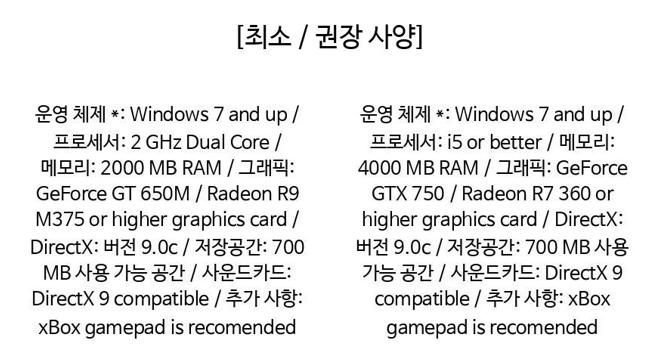 [최소 / 권장 사양]
운영 체제 *: Windows 7 and up /
프로세서: 2 GHz Dual Core /
메모리: 2000 MB RAM / 그래픽:
GeForce GT 650M / Radeon R9
M375 or higher graphics card /
DirectX: 버전 9.0c / 저장공간: 700
MB 사용 가능 공간 / 사운드카드:
DirectX 9 compatible / 추가 사항:
xBox gamepad is recomended
운영 체제 *: Windows 7 and up /
프로세서: i5 or better / 메모리:
4000 MB RAM / 그래픽: GeForce
GTX 750 / Radeon R7 360 or
higher graphics card / DirectX:
버전 9.0c / 저장공간: 700 MB 사용
가능 공간 / 사운드카드: DirectX 9
compatible / 추가 사항: xBox
gamepad is recomended